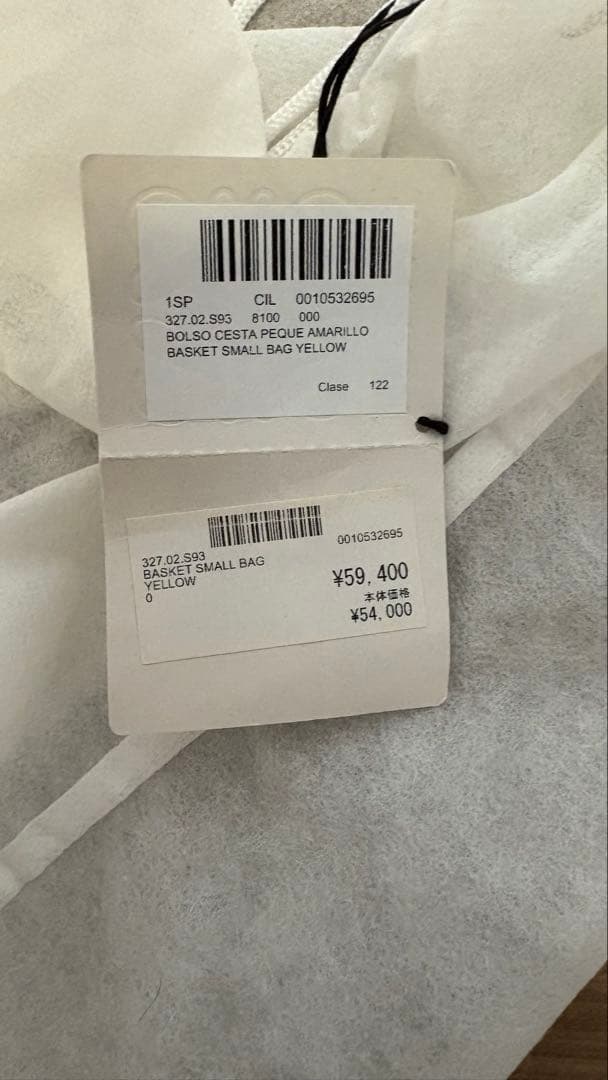 1SP CIL 0010532695
327.02.S93 8100 000
BOLSO CESTA PEQUE AMARILLO
BASKET SMALL BAG YELLOW
Clase 122
0010532695
327.02.S93
BASKET SMALL BAG
YELLOW
0
¥59,400
本体価格
¥54,000